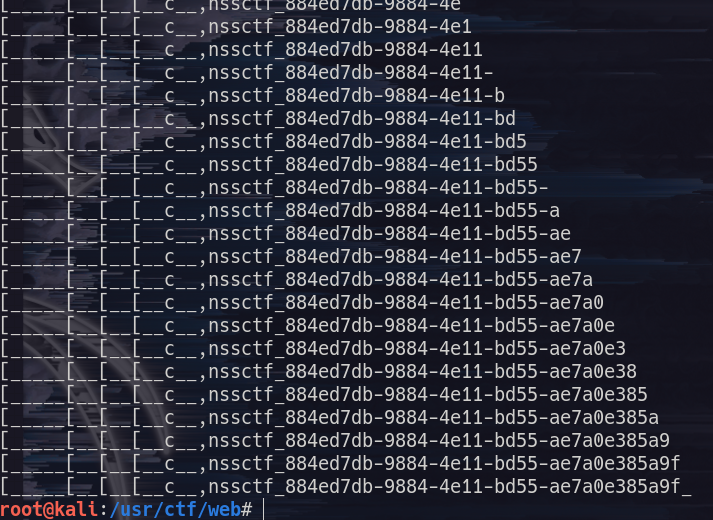 [_____[__[__[__c__,nssctf_884ed7db-9884-4e
[_____[__[__[__c__,nssctf_884ed7db-9884-4e1
[_____[__[__[__c__,nssctf_884ed7db-9884-4e11
[_____[__[__[__c__,nssctf_884ed7db-9884-4e11-
[_____[__[__[__c__,nssctf_884ed7db-9884-4e11-b
[_____[__[__[__c__,nssctf_884ed7db-9884-4e11-bd
[_____[__[__[__c__,nssctf_884ed7db-9884-4e11-bd5
[_____[__[__[__c__,nssctf_884ed7db-9884-4e11-bd55
[_____[__[__[__c__,nssctf_884ed7db-9884-4e11-bd55-
[_____[__[__[__c__,nssctf_884ed7db-9884-4e11-bd55-a
[_____[__[__[__c__,nssctf_884ed7db-9884-4e11-bd55-ae
[_____[__[__[__c__,nssctf_884ed7db-9884-4e11-bd55-ae7
[_____[__[__[__c__,nssctf_884ed7db-9884-4e11-bd55-ae7a
[_____[__[__[__c__,nssctf_884ed7db-9884-4e11-bd55-ae7a0
[_____[__[__[__c__,nssctf_884ed7db-9884-4e11-bd55-ae7a0e
[_____[__[__[__c__,nssctf_884ed7db-9884-4e11-bd55-ae7a0e3
[_____[__[__[__c__,nssctf_884ed7db-9884-4e11-bd55-ae7a0e38
[_____[__[__[__c__,nssctf_884ed7db-9884-4e11-bd55-ae7a0e385
[_____[__[__[__c__,nssctf_884ed7db-9884-4e11-bd55-ae7a0e385a
[_____[__[__[__c__,nssctf_884ed7db-9884-4e11-bd55-ae7a0e385a9
[_____[__[__[__c__,nssctf_884ed7db-9884-4e11-bd55-ae7a0e385a9f
[_____[__[__[__c__,nssctf_884ed7db-9884-4e11-bd55-ae7a0e385a9f_
root@kali:/usr/ctf/web#